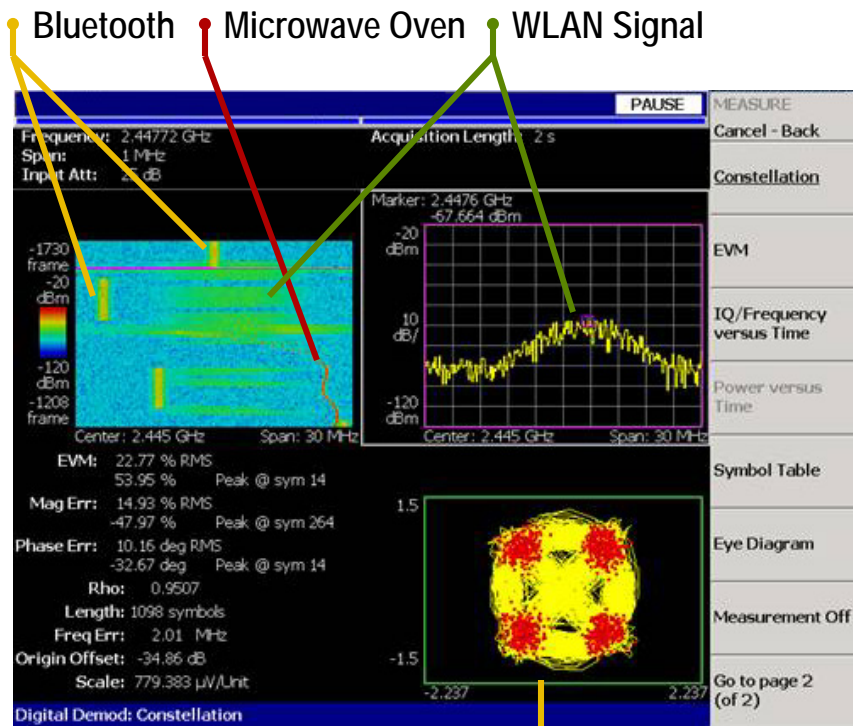 Bluetooth Microwave Oven WLAN Signal
PAUSE
MEASURE
Cancel - Back
Frequency: 2.44772 GHz
Span: 1 MHz
Input Att: 25 dB
Acquisition Length: 2 s
Constellation
EVM
IQ/Frequency
versus Time
Power versus
Time
Symbol Table
Eye Diagram
Measurement Off
Go to page 2
(of 2)
-1730
frame
-20
dBm
-120
dBm
-1208
frame
Center: 2.445 GHz Span: 30 MHz
Marker: 2.4476 GHz
-67.664 dBm
-20
dBm
10
dB/
-120
dBm
Center: 2.445 GHz Span: 30 MHz
EVM: 22.77 % RMS
53.95 % Peak @ sym 14
Mag Err: 14.93 % RMS
-47.97 % Peak @ sym 264
Phase Err: 10.16 deg RMS
-32.67 deg Peak @ sym 14
Rho: 0.9507
Length: 1098 symbols
Freq Err: 2.01 MHz
Origin Offset: -34.86 dB
Scale: 779.383 µV/Unit
1.5
-1.5
-2.237 2.237
Digital Demod: Constellation